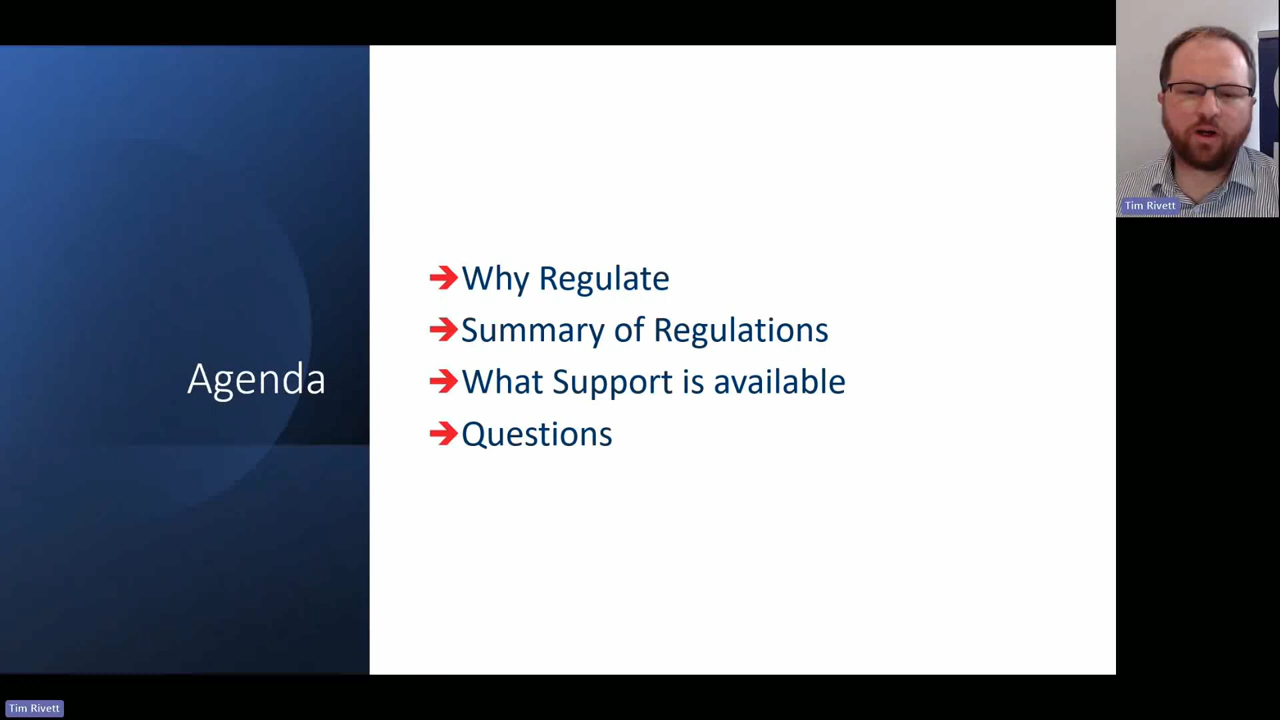 Agenda
Why Regulate
Summary of Regulations
What Support is available
Questions
Tim Rivett
Tim Rivett